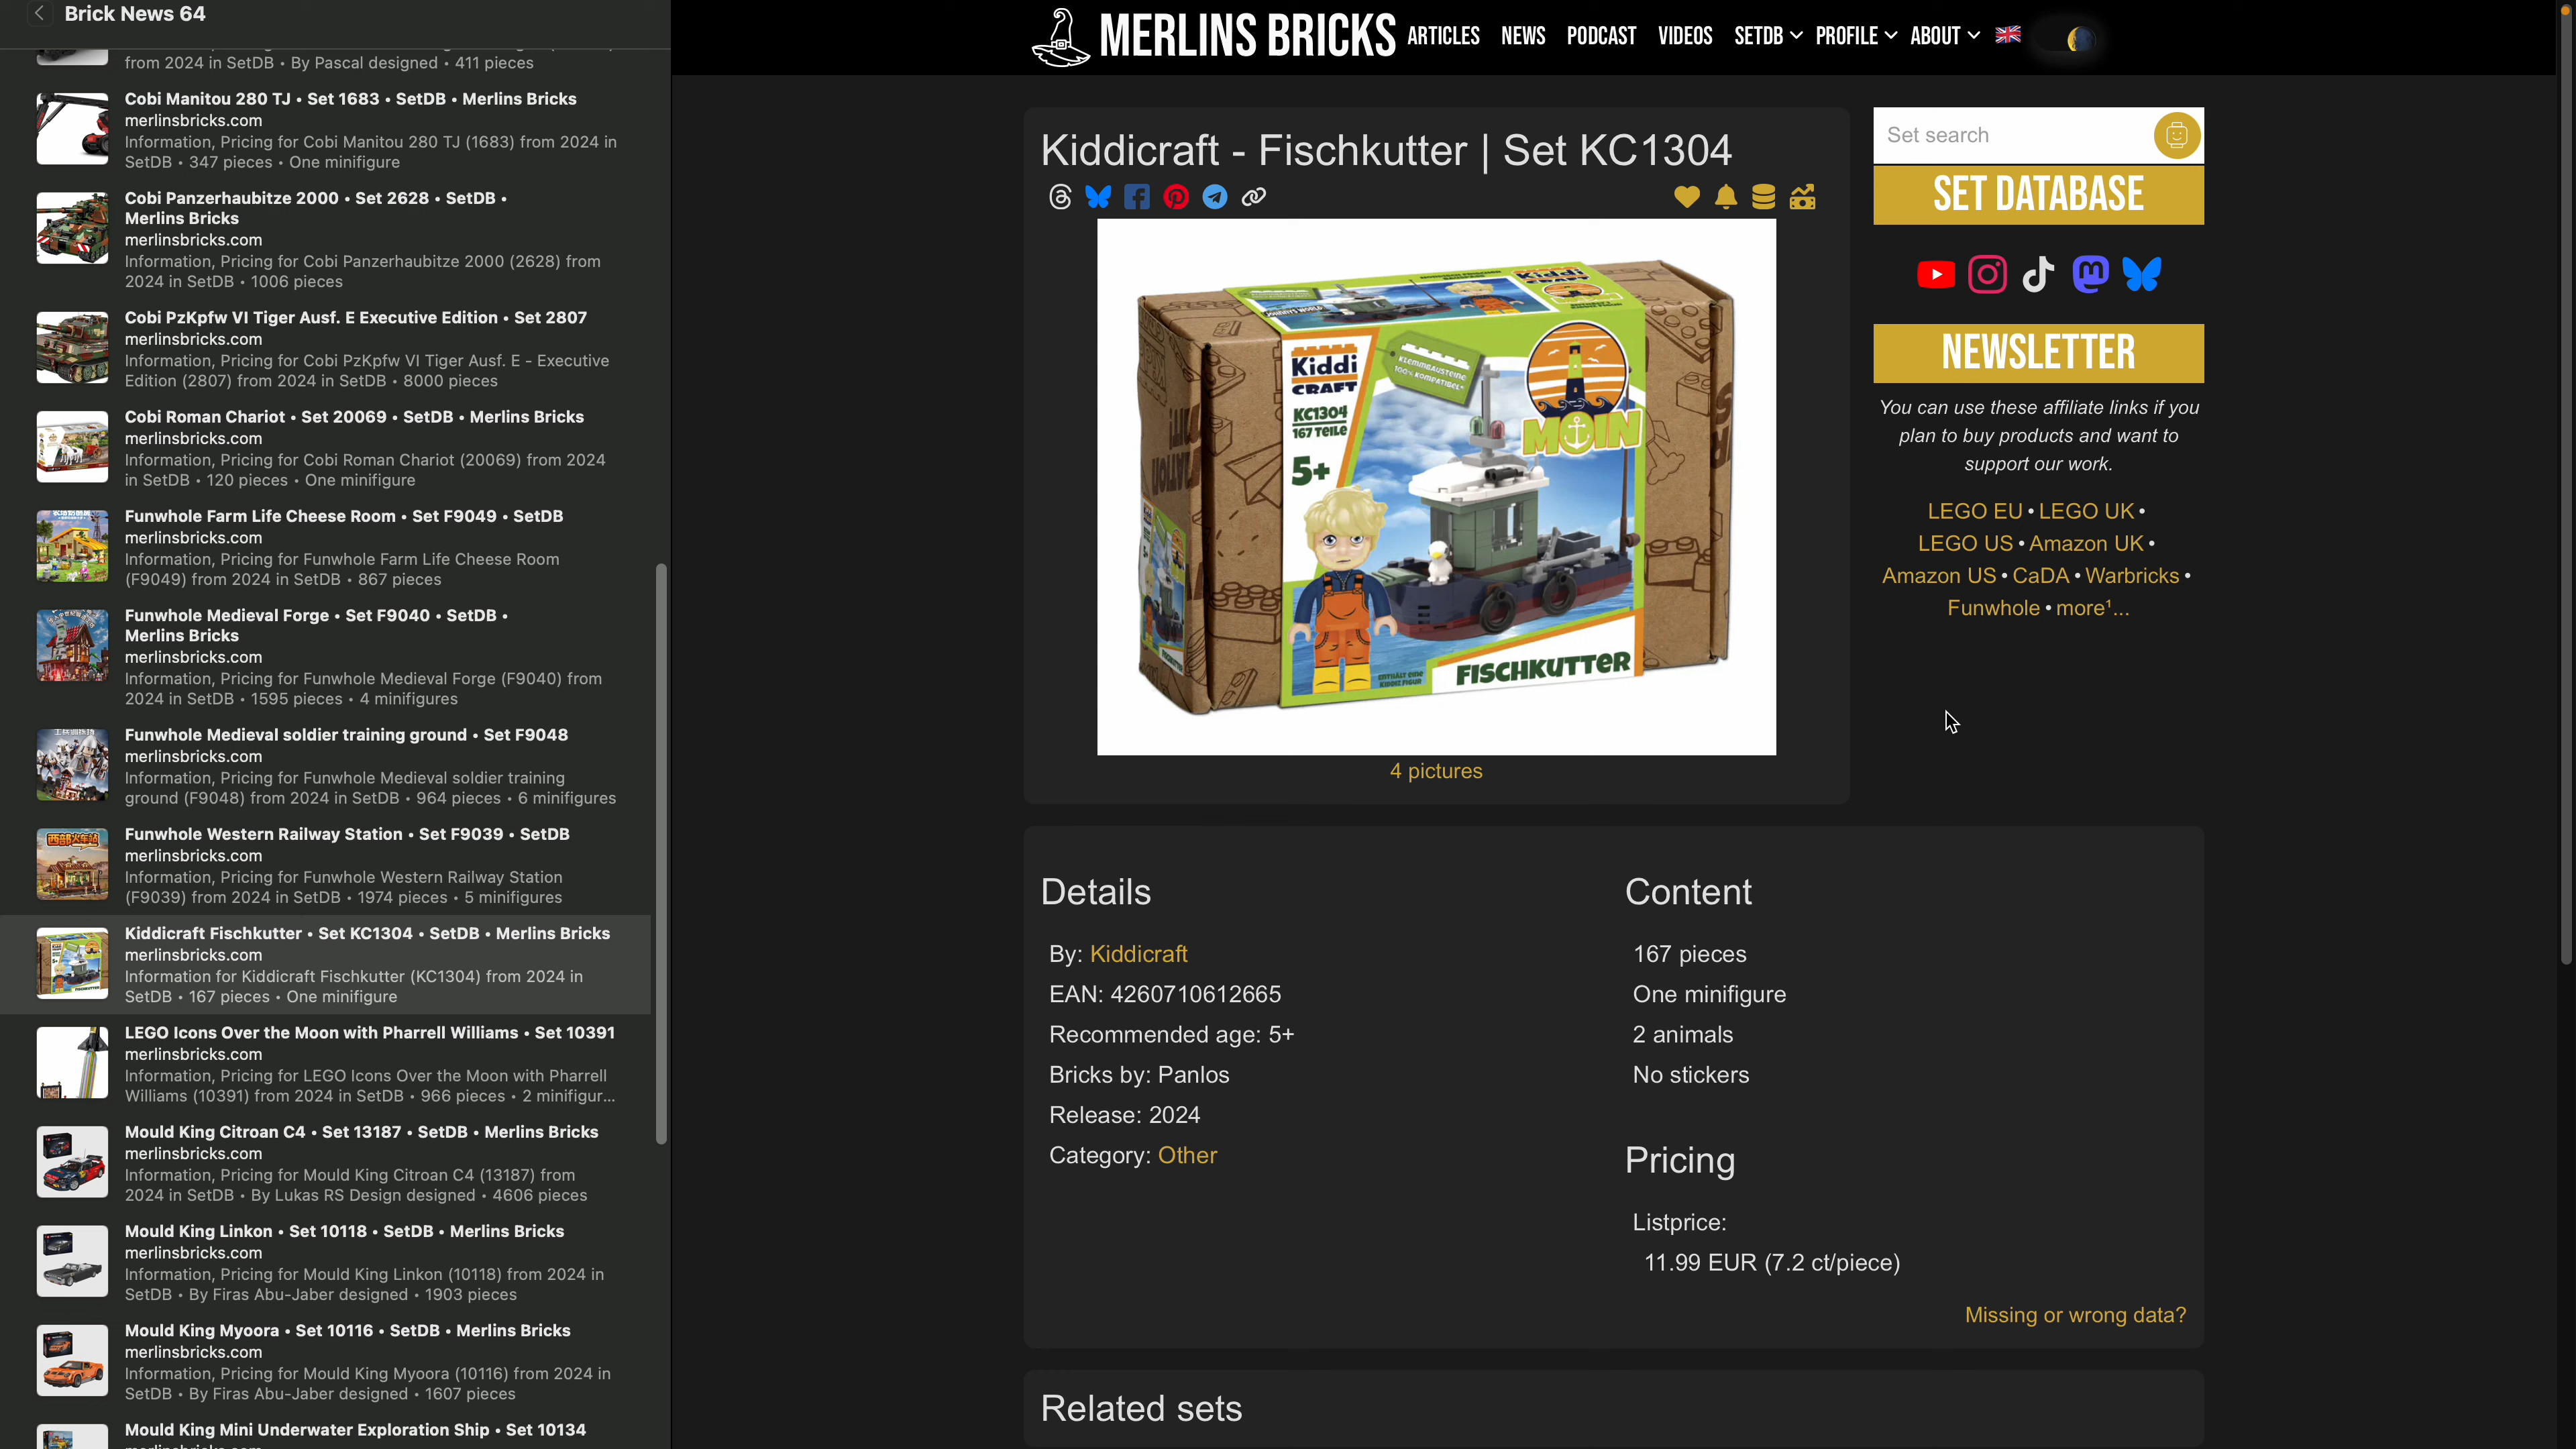 Brick News 64
from 2024 in SetDB • By Pascal designed • 411 pieces
Cobi Manitou 280 TJ • Set 1683 • SetDB • Merlins Bricks
merlinsbricks.com
Information, Pricing for Cobi Manitou 280 TJ (1683) from 2024 in
SetDB • 347 pieces • One minifigure
Cobi Panzerhaubitze 2000 • Set 2628 • SetDB •
Merlins Bricks
merlinsbricks.com
Information, Pricing for Cobi Panzerhaubitze 2000 (2628) from
2024 in SetDB • 1006 pieces
Cobi PzKpfw VI Tiger Ausf. E Executive Edition • Set 2807
merlinsbricks.com
Information, Pricing for Cobi PzKpfw VI Tiger Ausf. E - Executive
Edition (2807) from 2024 in SetDB • 8000 pieces
Cobi Roman Chariot • Set 20069 • SetDB • Merlins Bricks
merlinsbricks.com
Information, Pricing for Cobi Roman Chariot (20069) from 2024
in SetDB • 120 pieces • One minifigure
Funwhole Farm Life Cheese Room • Set F9049 • SetDB
merlinsbricks.com
Information, Pricing for Funwhole Farm Life Cheese Room
(F9049) from 2024 in SetDB • 867 pieces
Funwhole Medieval Forge • Set F9040 • SetDB •
Merlins Bricks
merlinsbricks.com
Information, Pricing for Funwhole Medieval Forge (F9040) from
2024 in SetDB • 1595 pieces • 4 minifigures
Funwhole Medieval soldier training ground • Set F9048
merlinsbricks.com
Information, Pricing for Funwhole Medieval soldier training
ground (F9048) from 2024 in SetDB • 964 pieces • 6 minifigures
Funwhole Western Railway Station • Set F9039 • SetDB
merlinsbricks.com
Information, Pricing for Funwhole Western Railway Station
(F9039) from 2024 in SetDB • 1974 pieces • 5 minifigures
Kiddicraft Fischkutter • Set KC1304 • SetDB • Merlins Bricks
merlinsbricks.com
Information for Kiddicraft Fischkutter (KC1304) from 2024 in
SetDB • 167 pieces • One minifigure
LEGO Icons Over the Moon with Pharrell Williams • Set 10391
merlinsbricks.com
Information, Pricing for LEGO Icons Over the Moon with Pharrell
Williams (10391) from 2024 in SetDB • 966 pieces • 2 minifigur...
Mould King Citroan C4 • Set 13187 • SetDB • Merlins Bricks
merlinsbricks.com
Information, Pricing for Mould King Citroan C4 (13187) from
2024 in SetDB • By Lukas RS Design designed • 4606 pieces
Mould King Linkon • Set 10118 • SetDB • Merlins Bricks
merlinsbricks.com
Information, Pricing for Mould King Linkon (10118) from 2024 in
SetDB • By Firas Abu-Jaber designed • 1903 pieces
Mould King Myoora • Set 10116 • SetDB • Merlins Bricks
merlinsbricks.com
Information, Pricing for Mould King Myoora (10116) from 2024 in
SetDB • By Firas Abu-Jaber designed • 1607 pieces
Mould King Mini Underwater Exploration Ship • Set 10134
MERLINS BRICKS ARTICLES NEWS PODCAST VIDEOS SETDB PROFILE ABOUT
Kiddicraft - Fischkutter | Set KC1304
Kiddi
CRAFT
KC1304
167 TEILE
5+
KLEMMBAUSTEINE
100% KOMPATIBEL*
MOIN
ENTHÄLT EINE
KIDDIZ FIGUR
FISCHKUTTER
4 pictures
Set search
SET DATABASE
NEWSLETTER
You can use these affiliate links if you
plan to buy products and want to
support our work.
LEGO EU • LEGO UK •
LEGO US • Amazon UK •
Amazon US • CaDA • Warbricks •
Funwhole • more¹...
Details
By: Kiddicraft
EAN: 4260710612665
Recommended age: 5+
Bricks by: Panlos
Release: 2024
Category: Other
Content
167 pieces
One minifigure
2 animals
No stickers
Pricing
Listprice:
11.99 EUR (7.2 ct/piece)
Missing or wrong data?
Related sets